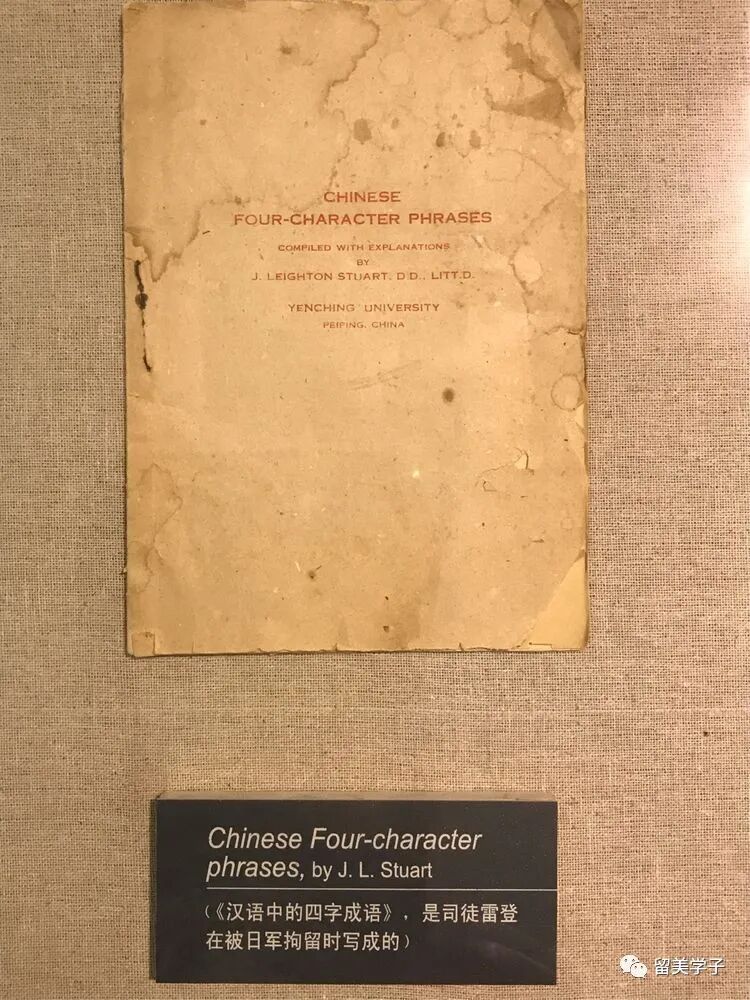 CHINESE
FOUR-CHARACTER PHRASES
COMPILED WITH EXPLANATIONS
BY
J. LEIGHTON STUART, D.D., LITT.D.
YENCHING UNIVERSITY
PEIPING, CHINA
Chinese Four-character
phrases, by J. L. Stuart
(《汉语中的四字成语》，是司徒雷登
在被日军拘留时写成的)
留美学子